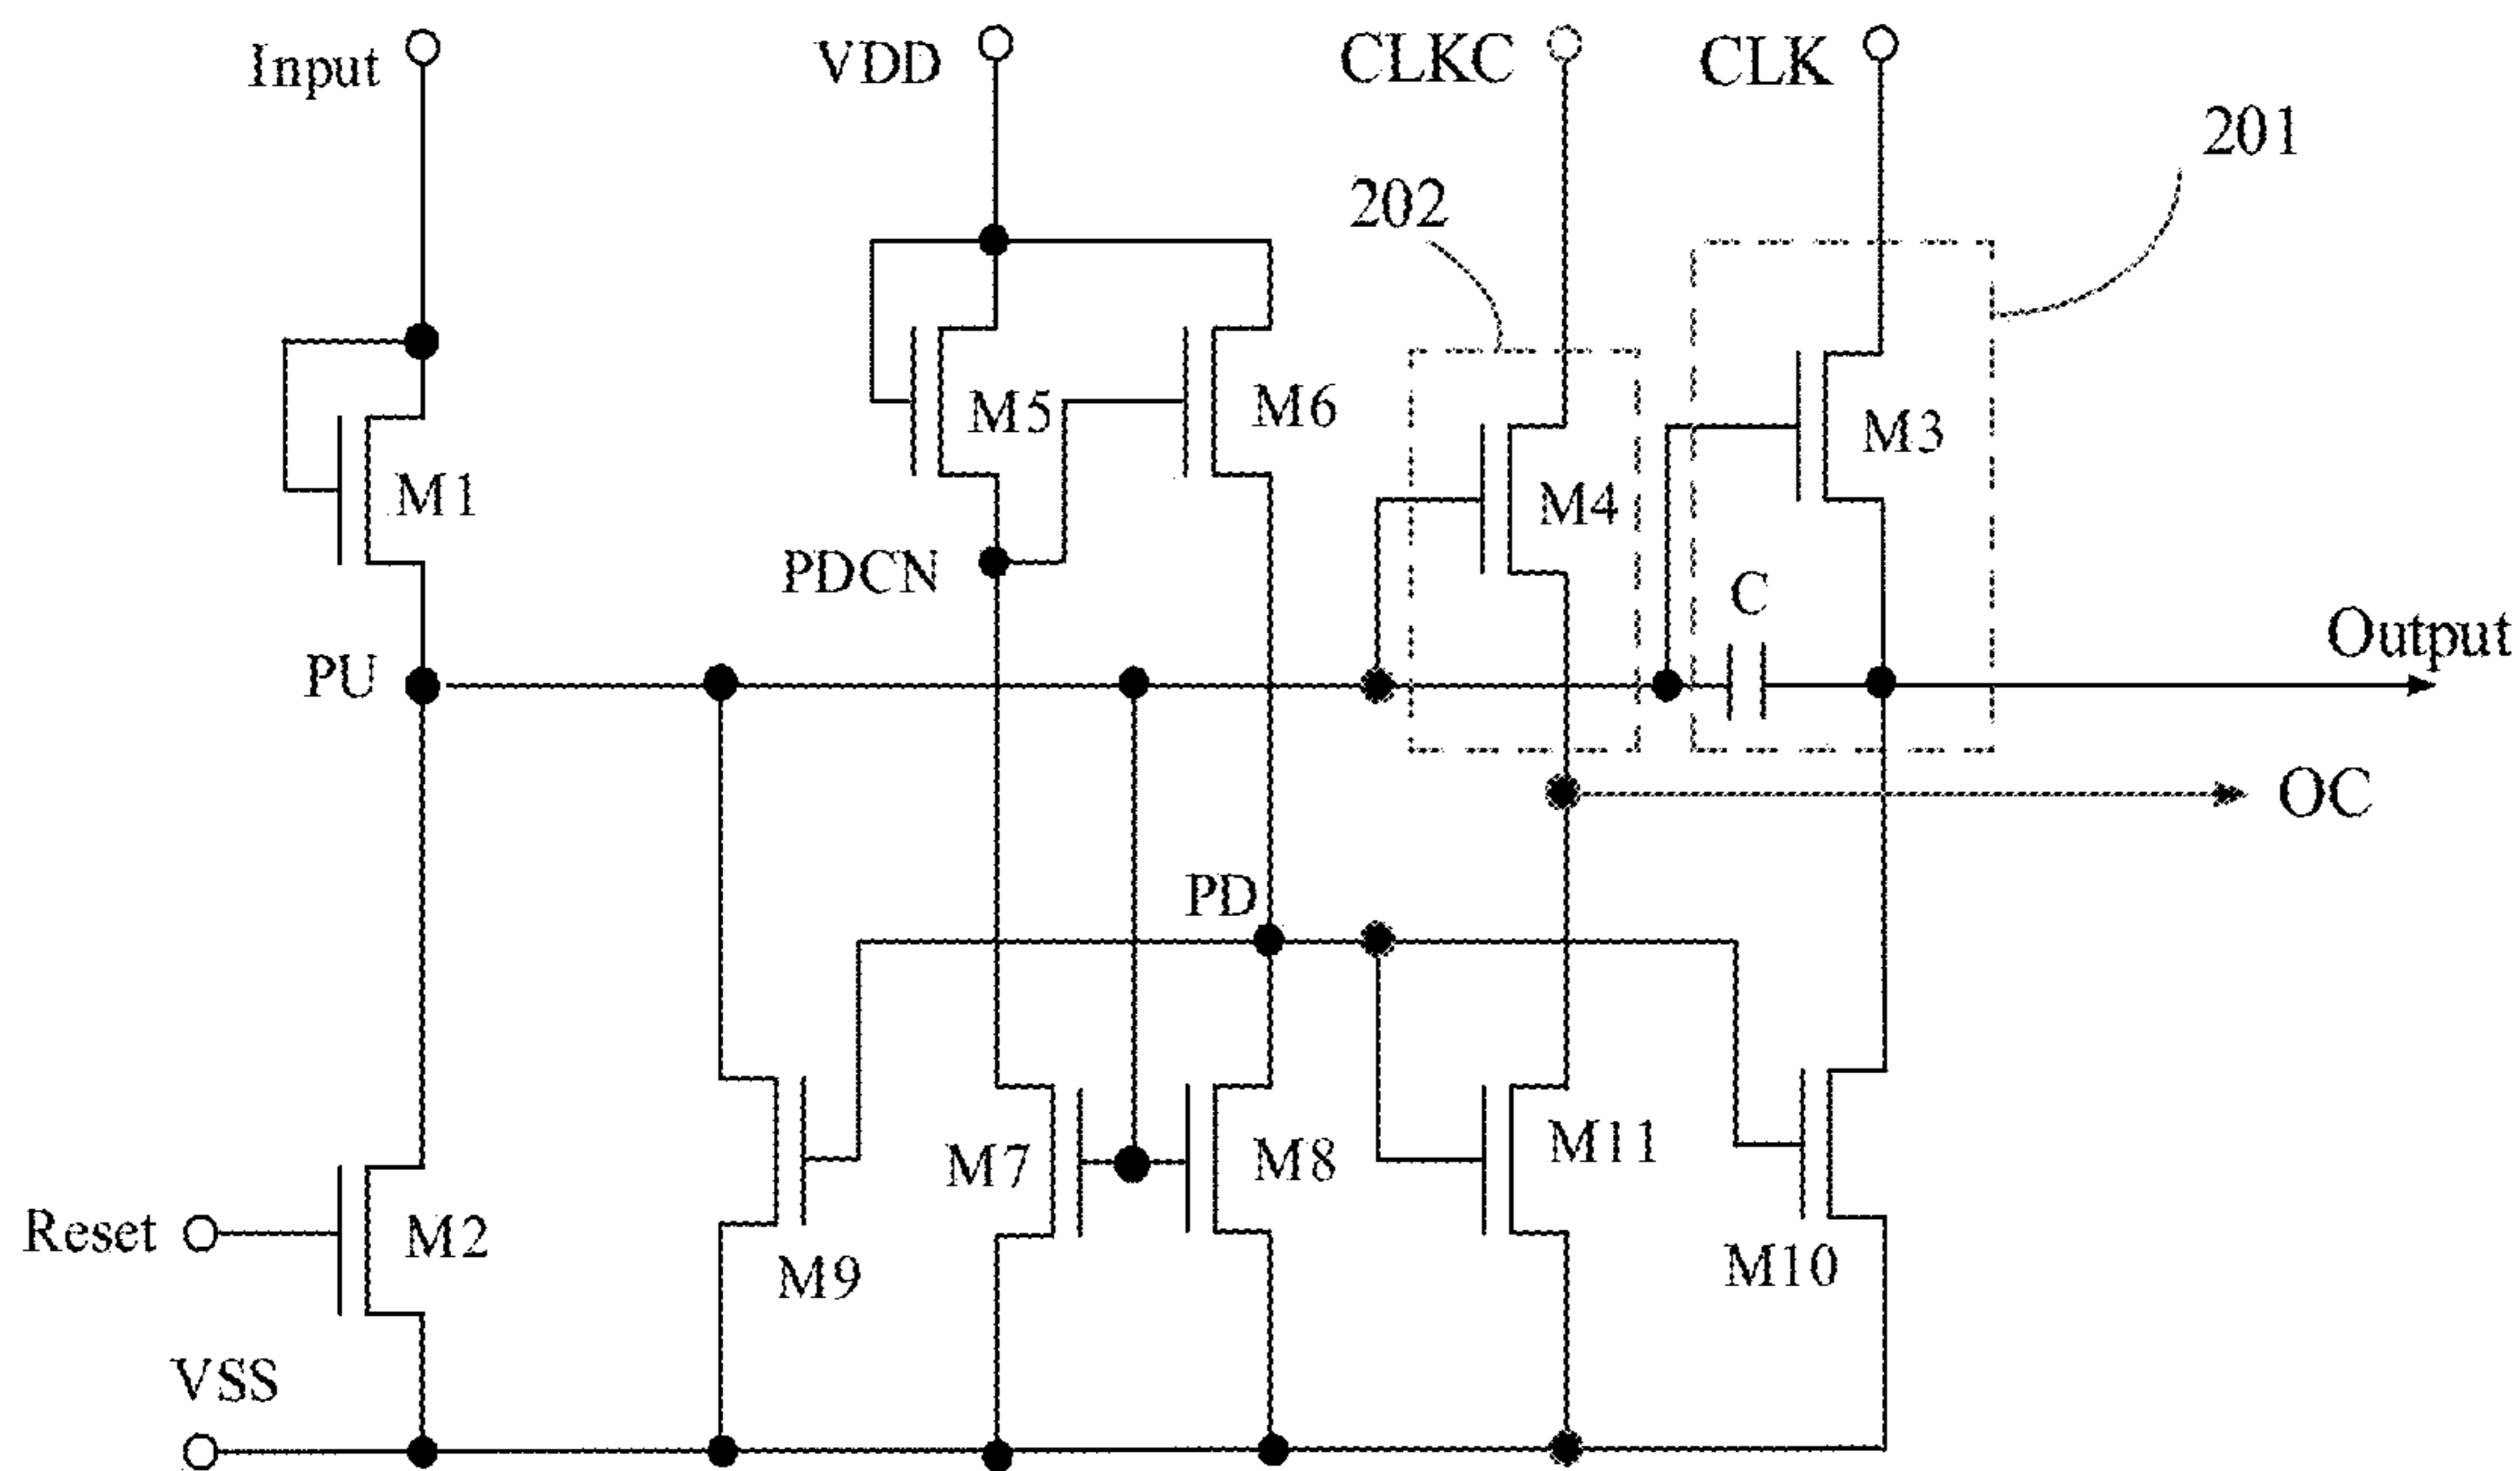 Input
VDD
CLKC
CLK
201
202
M5
M6
M3
M1
M4
PDCN
C
Output
PU
OC
PD
M7
M8
M11
Reset
M2
M9
M10
VSS